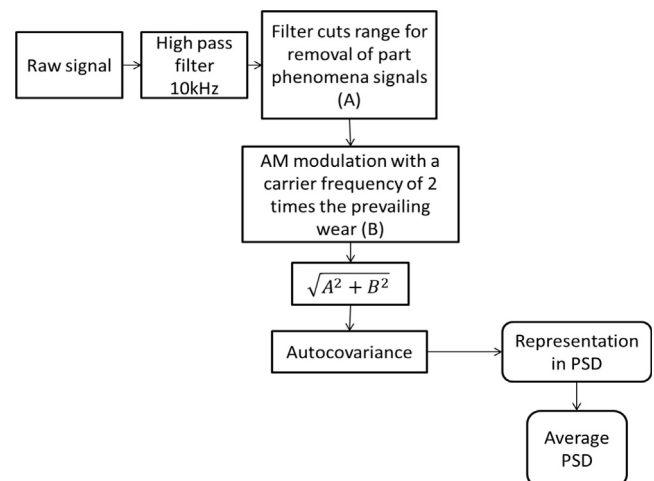 Raw signal
High pass
filter
10kHz
Filter cuts range for
removal of part
phenomena signals
(A)
AM modulation with a
carrier frequency of 2
times the prevailing
wear (B)
√A² + B²
Autocovariance
Representation
in PSD
Average
PSD